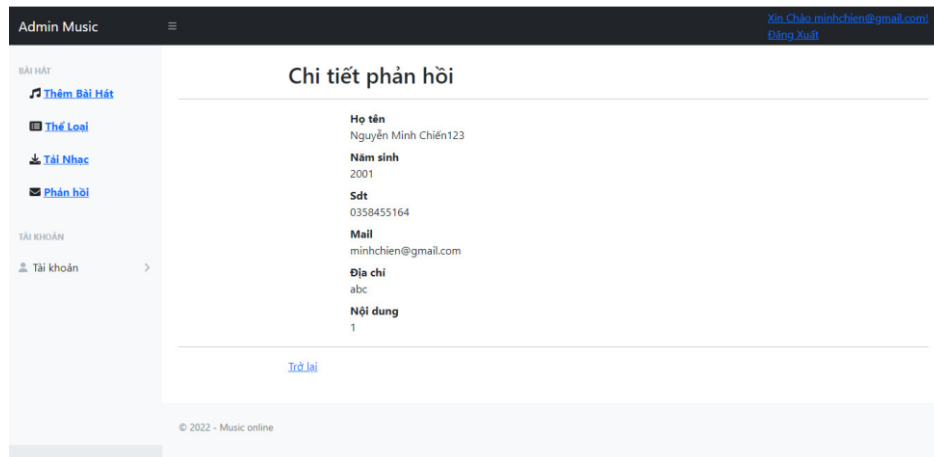 Admin Music
Xin Chào minhchien@gmail.com!
Đăng Xuất
BÀI HÁT
Thêm Bài Hát
Thể Loại
Tải Nhạc
Phản hồi
TÀI KHOẢN
Tài khoản
Chi tiết phản hồi
Họ tên
Nguyễn Minh Chiến123
Năm sinh
2001
Sdt
0358455164
Mail
minhchien@gmail.com
Địa chỉ
abc
Nội dung
1
Trở lại
© 2022 - Music online